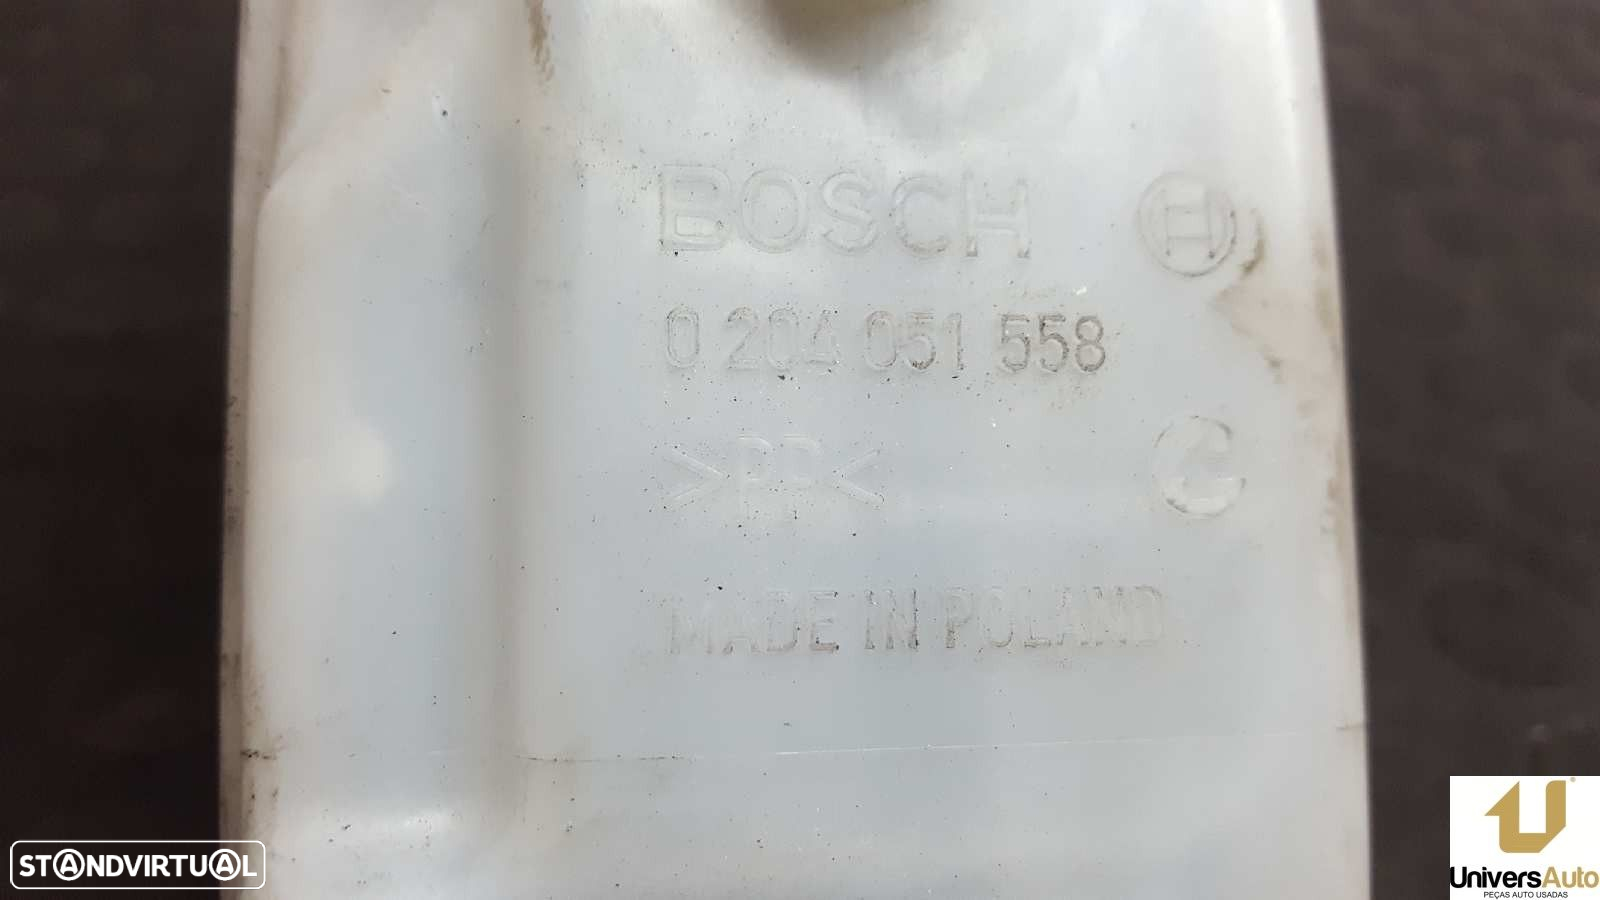 BOSCH
0 204 051 558
>PP<
MADE IN POLAND
STANDVIRTUAL
UniversAuto
PEÇAS AUTO USADAS